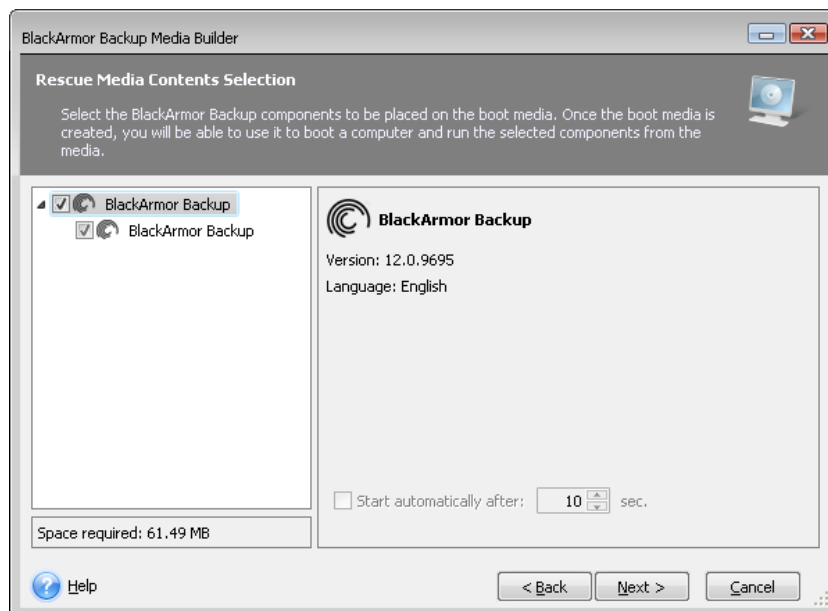 BlackArmor Backup Media Builder
Rescue Media Contents Selection
Select the BlackArmor Backup components to be placed on the boot media. Once the boot media is
created, you will be able to use it to boot a computer and run the selected components from the
media.
BlackArmor Backup
BlackArmor Backup
Space required: 61.49 MB
BlackArmor Backup
Version: 12.0.9695
Language: English
Start automatically after: 10 sec.
Help
< Back
Next >
Cancel